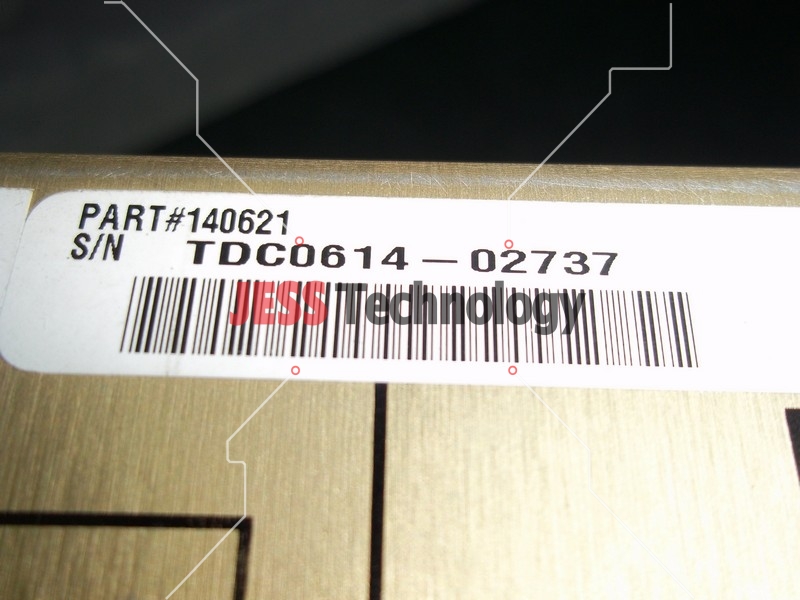 PART#140621
S/N TDC0614-02737
JESS Technology